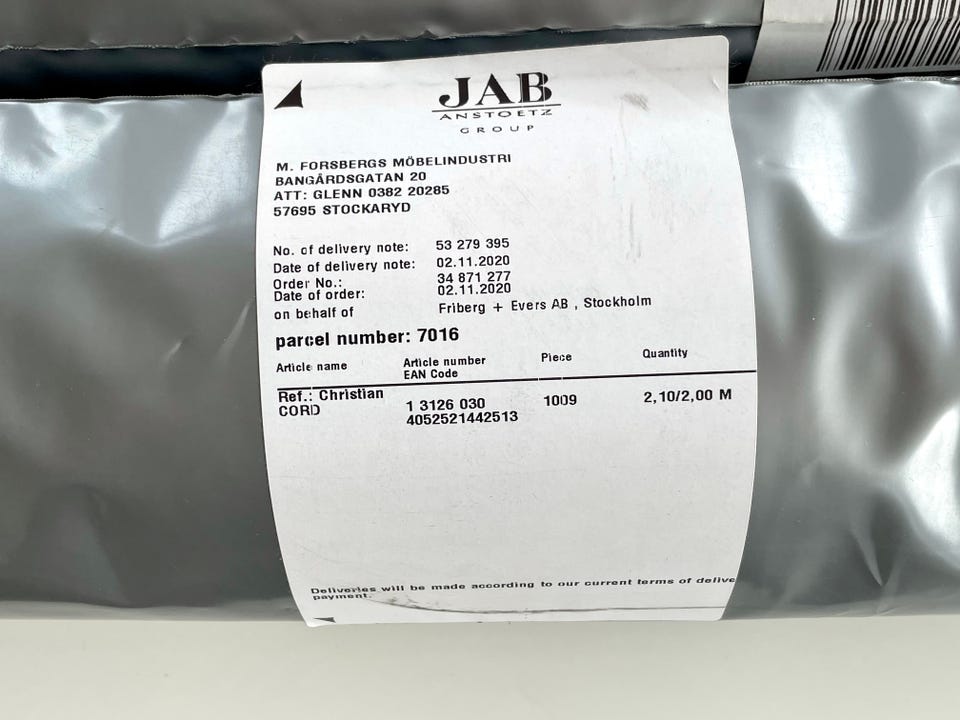 JAB
ANSTOETZ
GROUP
M. FORSBERGS MÖBELINDUSTRI
BANGÅRDSGATAN 20
ATT: GLENN 0382 20285
57695 STOCKARYD
No. of delivery note: 53 279 395
Date of delivery note: 02.11.2020
Order No.: 34 871 277
Date of order: 02.11.2020
on behalf of Friberg + Evers AB , Stockholm
parcel number: 7016
Article name Article number Piece Quantity
EAN Code
Ref.: Christian
CORD 1 3126 030 1009 2,10/2,00 M
4052521442513
Deliveries will be made according to our current terms of delive
payment.